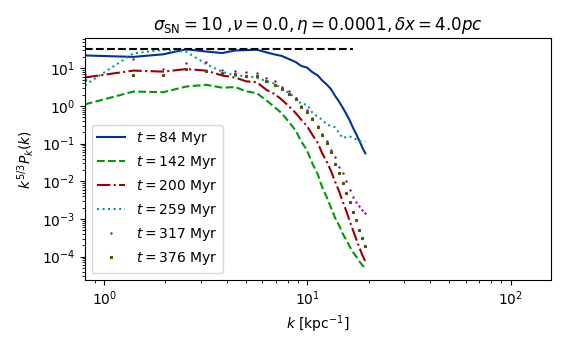 σ_SN = 10 , ν = 0.0, η = 0.0001, δx = 4.0pc
10^1
10^0
10^−1
10^−2
10^−3
10^−4
k^{5/3}P_k(k)
t = 84 Myr
t = 142 Myr
t = 200 Myr
t = 259 Myr
t = 317 Myr
t = 376 Myr
10^0 10^1 10^2
k [kpc^−1]